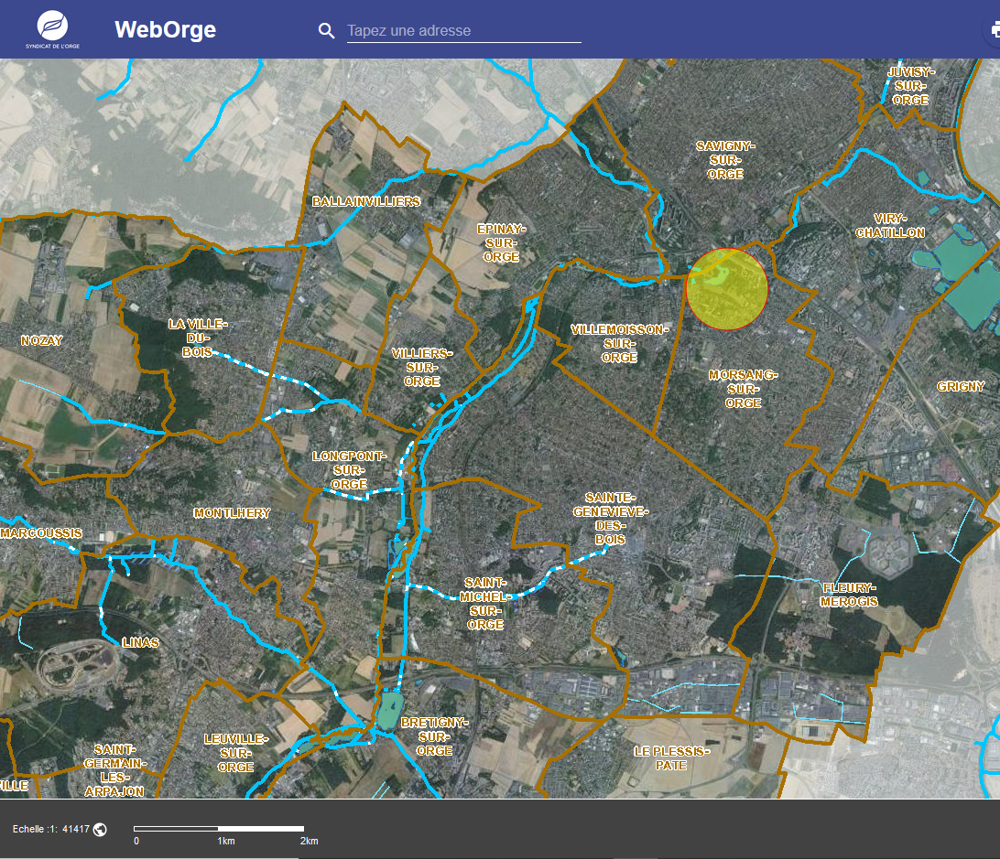 SYNDICAT DE L'ORGE
WebOrge
Tapez une adresse
JUVISY-
SUR-
ORGE
SAVIGNY-
SUR-
ORGE
BALLAINVILLIERS
EPINAY-
SUR-
ORGE
VIRY-
CHATILLON
LA VILLE-
DU-
BOIS
NOZAY
VILLIERS-
SUR-
ORGE
VILLEMOISSON-
SUR-
ORGE
MORSANG-
SUR-
ORGE
GRIGNY
LONGPONT-
SUR-
ORGE
MONTLHERY
SAINTE-
GENEVIEVE-
DES-
BOIS
MARCOUSSIS
SAINT-
MICHEL-
SUR-
ORGE
FLEURY-
MEROGIS
LINAS
BRETIGNY-
SUR-
ORGE
LEUVILLE-
SUR-
ORGE
SAINT-
GERMAIN-
LES-
ARPAJON
LE PLESSIS-
PATE
VILLE
Echelle :1: 41417
0 1km 2km